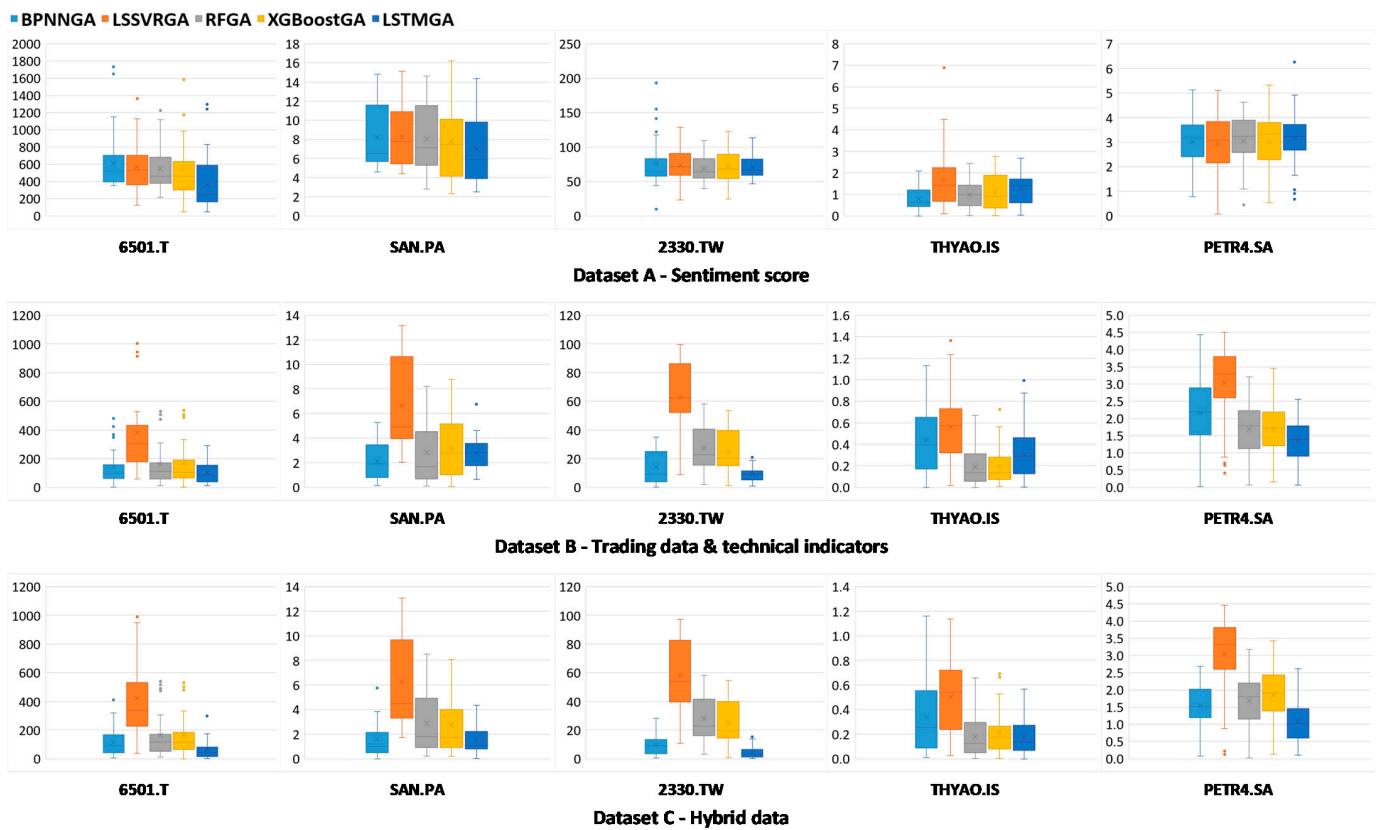 BPNNGA LSSVRGA RFGA XGBoostGA LSTMGA
2000 1800 1600 1400 1200 1000 800 600 400 200 0
18 16 14 12 10 8 6 4 2 0
250 200 150 100 50 0
8 7 6 5 4 3 2 1 0
7 6 5 4 3 2 1 0
6501.T SAN.PA 2330.TW THYAO.IS PETR4.SA
Dataset A - Sentiment score
1200 1000 800 600 400 200 0
14 12 10 8 6 4 2 0
120 100 80 60 40 20 0
1.6 1.4 1.2 1.0 0.8 0.6 0.4 0.2 0.0
5.0 4.5 4.0 3.5 3.0 2.5 2.0 1.5 1.0 0.5 0.0
6501.T SAN.PA 2330.TW THYAO.IS PETR4.SA
Dataset B - Trading data & technical indicators
1200 1000 800 600 400 200 0
14 12 10 8 6 4 2 0
120 100 80 60 40 20 0
1.4 1.2 1.0 0.8 0.6 0.4 0.2 0.0
5.0 4.5 4.0 3.5 3.0 2.5 2.0 1.5 1.0 0.5 0.0
6501.T SAN.PA 2330.TW THYAO.IS PETR4.SA
Dataset C - Hybrid data